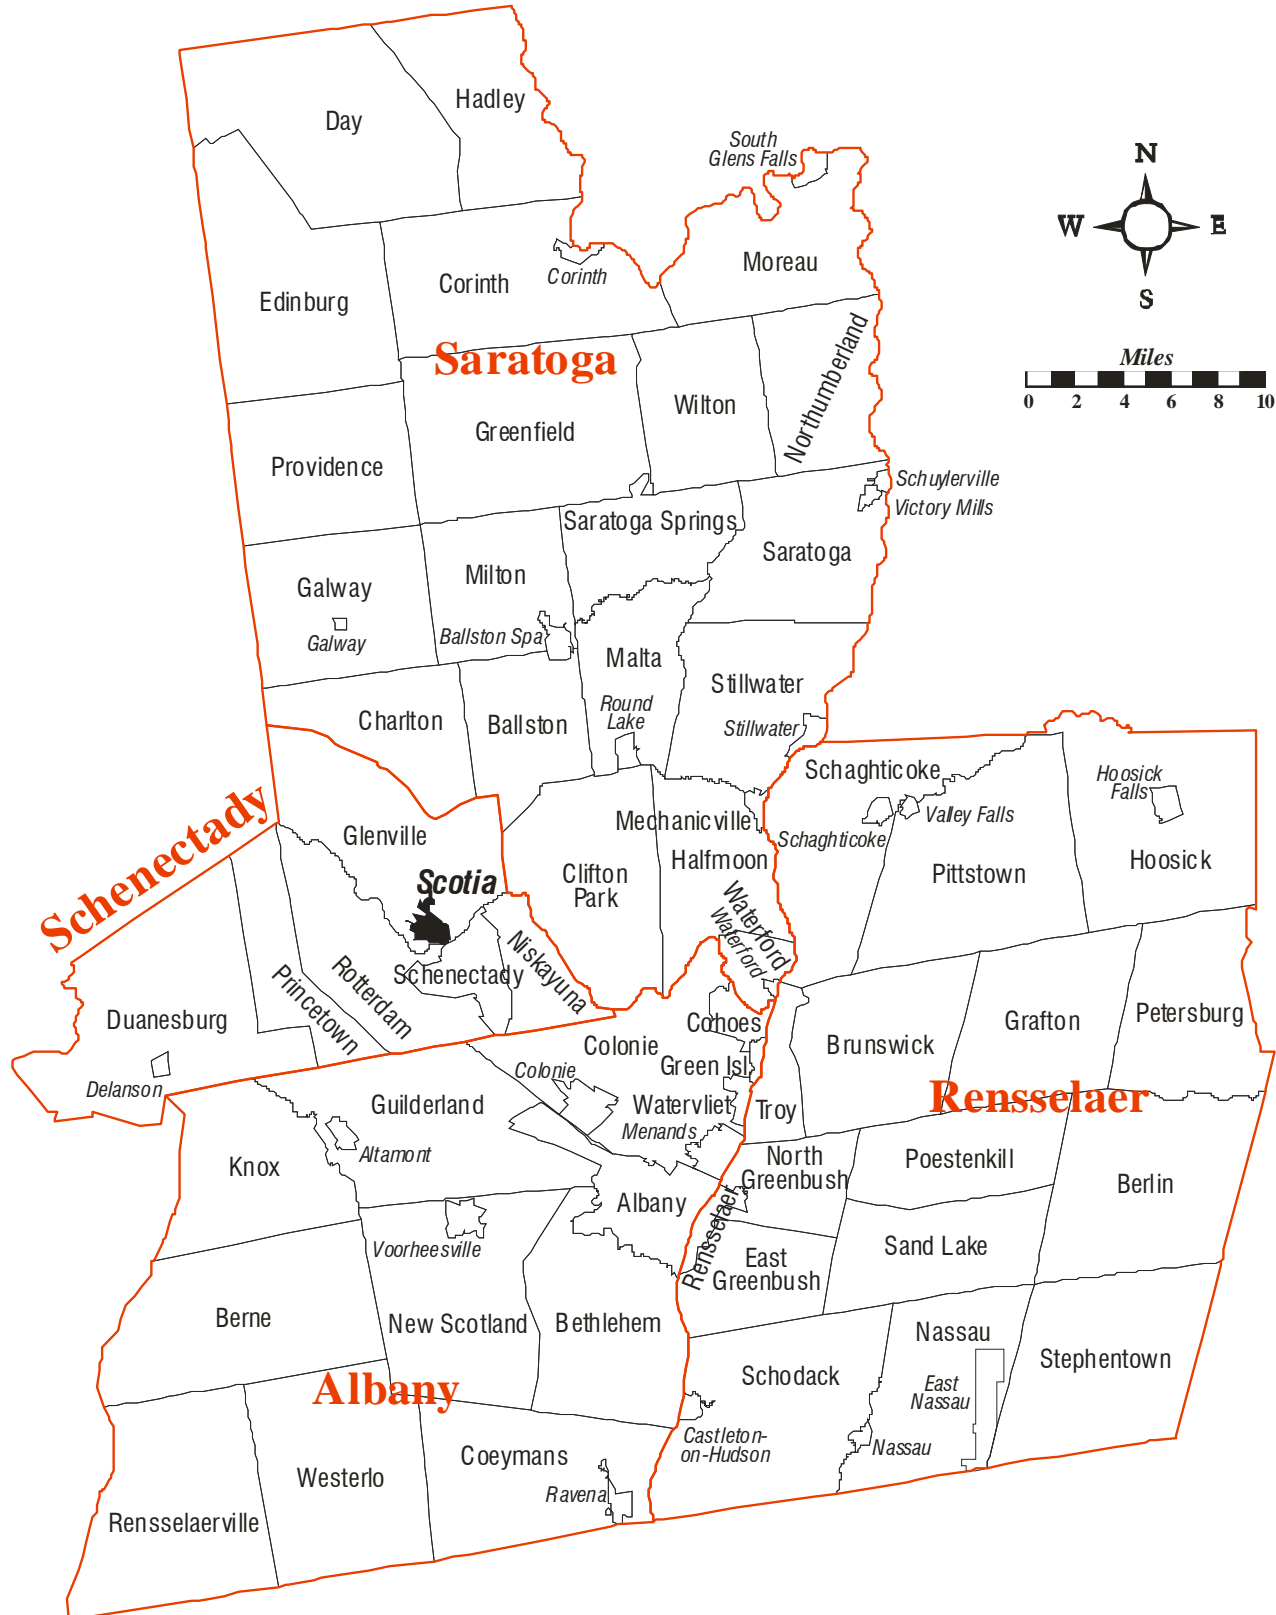 Day
Hadley
South
Glens Falls
N
W
E
S
Moreau
Corinth
Corinth
Edinburg
Saratoga
Northumberland
Miles
0 2 4 6 8 10
Wilton
Greenfield
Providence
Schuylerville
Victory Mills
Saratoga Springs
Saratoga
Milton
Galway
Galway
Ballston Spa
Malta
Stillwater
Round
Lake
Stillwater
Charlton
Ballston
Schaghticoke
Hoosick
Falls
Schenectady
Glenville
Mechanicville
Schaghticoke
Valley Falls
Halfmoon
Hoosick
Clifton
Park
Pittstown
Scotia
Waterford
Waterford
Niskayuna
Schenectady
Rotterdam
Princetown
Duanesburg
Cohoes
Petersburg
Grafton
Colonie
Brunswick
Green Isl.
Colonie
Delanson
Rensselaer
Guilderland
Watervliet
Troy
Menands
Altamont
Knox
North
Greenbush
Poestenkill
Berlin
Albany
Rensselaer
Voorheesville
Sand Lake
East
Greenbush
Berne
New Scotland
Bethlehem
Nassau
Stephentown
Schodack
Albany
East
Nassau
Castleton-
on-Hudson
Nassau
Coeymans
Westerlo
Ravena
Rensselaerville